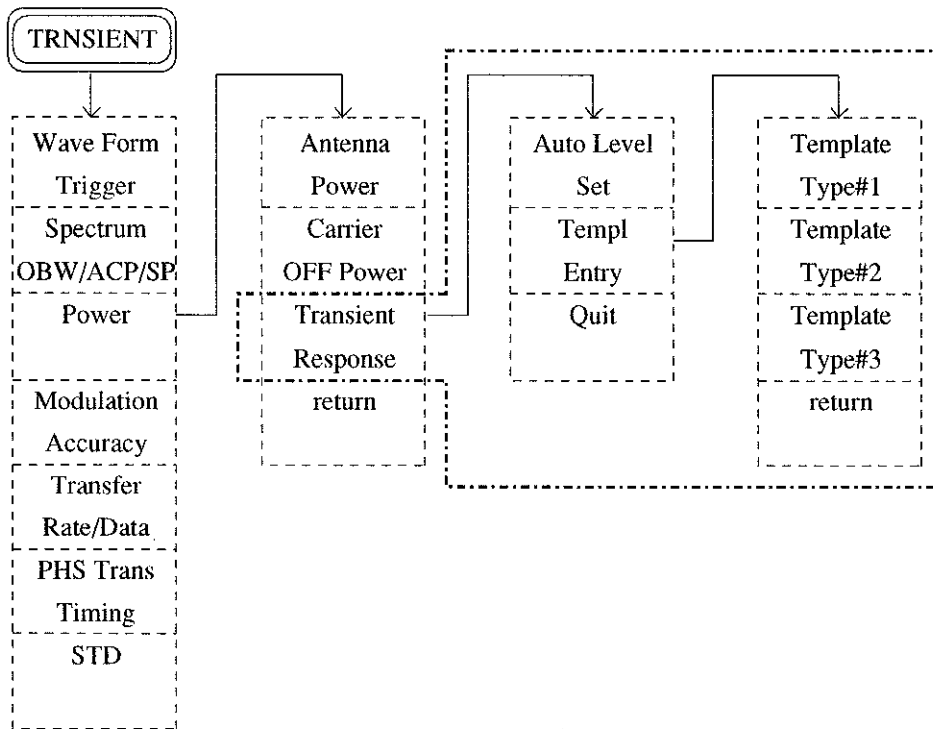 TRNSIENT
Wave Form
Trigger
Spectrum
OBW/ACP/SP
Power
Modulation
Accuracy
Transfer
Rate/Data
PHS Trans
Timing
STD
Antenna
Power
Carrier
OFF Power
Transient
Response
return
Auto Level
Set
Templ
Entry
Quit
Template
Type#1
Template
Type#2
Template
Type#3
return